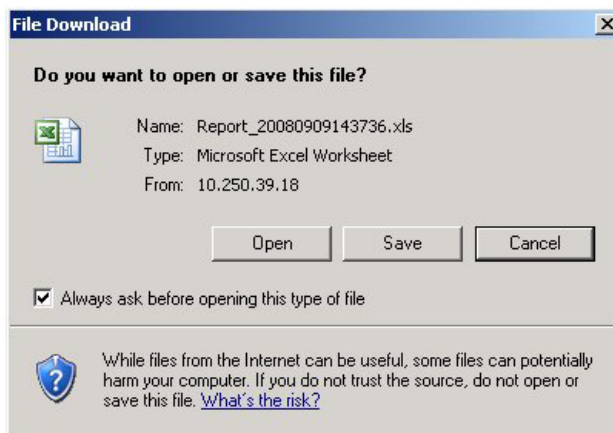 File Download
Do you want to open or save this file?
Name: Report_20080909143736.xls
Type: Microsoft Excel Worksheet
From: 10.250.39.18
Open Save Cancel
Always ask before opening this type of file
While files from the Internet can be useful, some files can potentially
harm your computer. If you do not trust the source, do not open or
save this file. What's the risk?